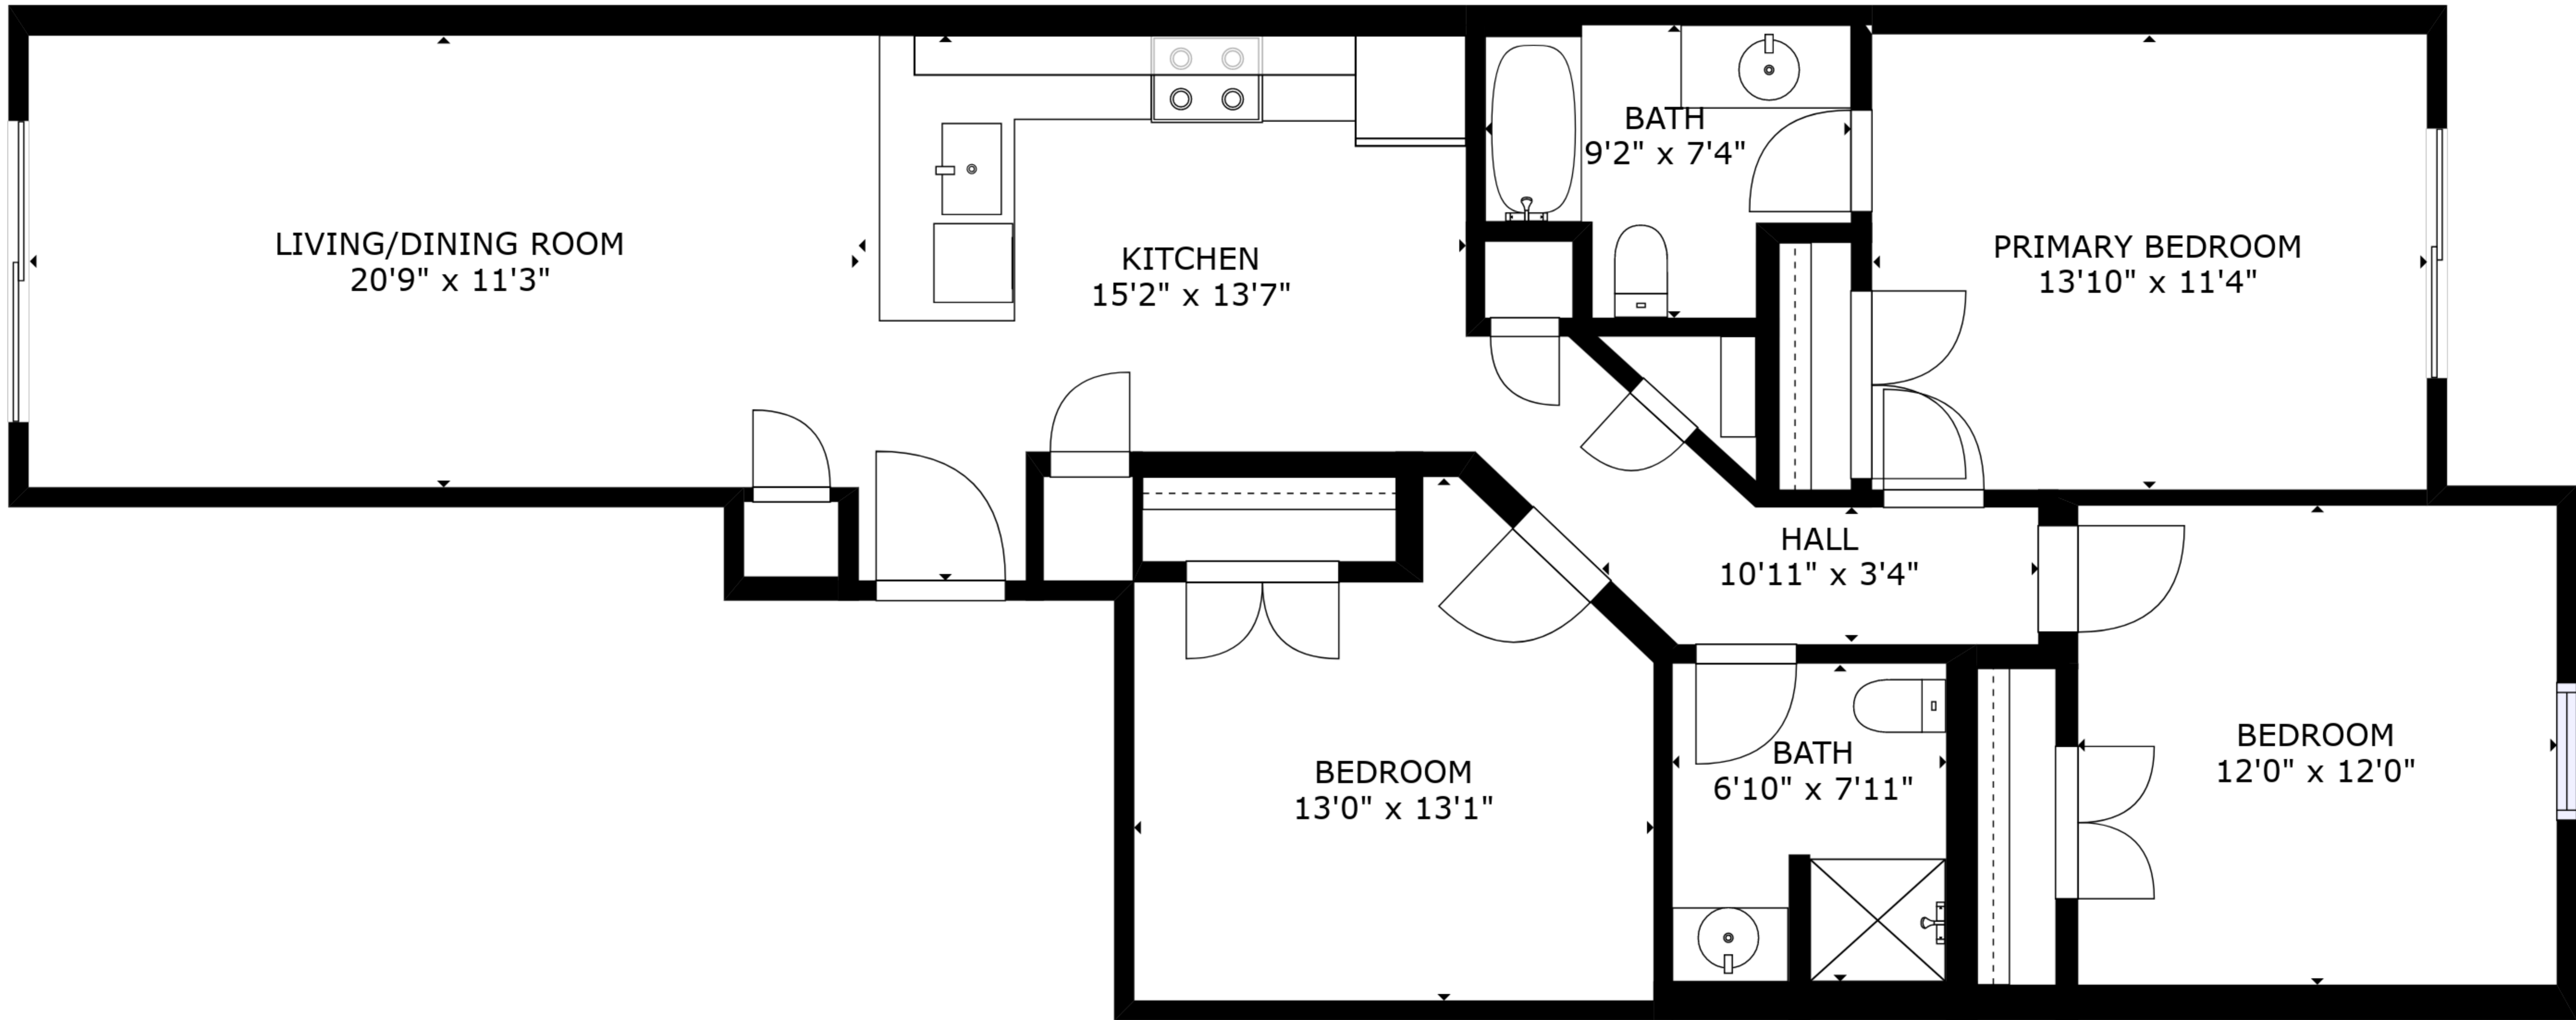 LIVING/DINING ROOM
20'9" x 11'3"
KITCHEN
15'2" x 13'7"
BATH
9'2" x 7'4"
PRIMARY BEDROOM
13'10" x 11'4"
HALL
10'11" x 3'4"
BEDROOM
13'0" x 13'1"
BATH
6'10" x 7'11"
BEDROOM
12'0" x 12'0"